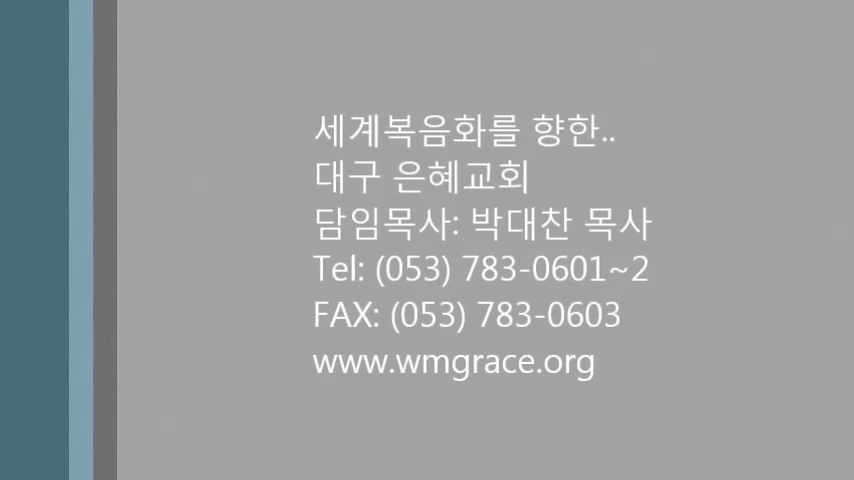 세계복음화를 향한..
대구 은혜교회
담임목사: 박대찬 목사
Tel: (053) 783-0601~2
FAX: (053) 783-0603
www.wmgrace.org